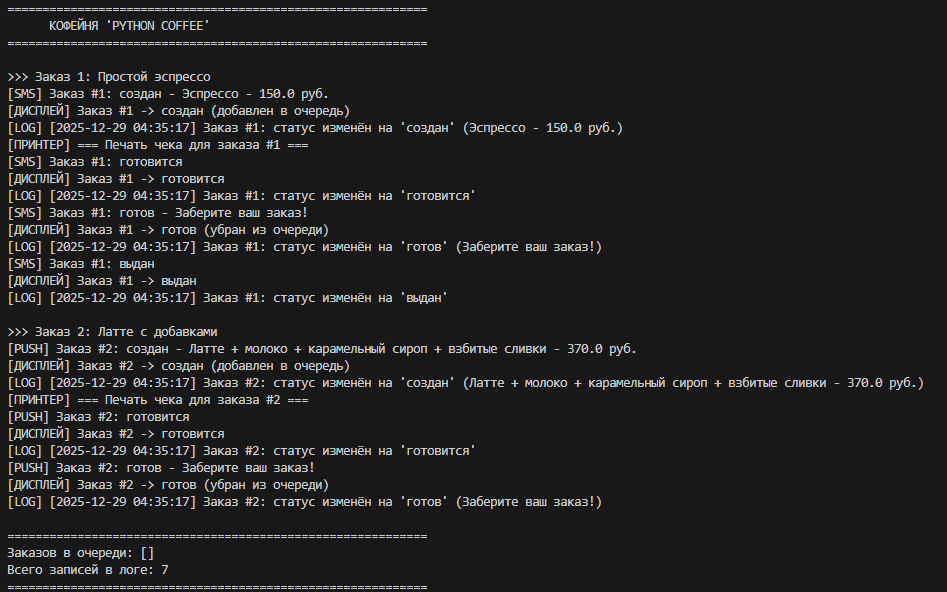 ============================================================
КОФЕЙНЯ 'PYTHON COFFEE'
============================================================
>>> Заказ 1: Простой эспрессо
[SMS] Заказ #1: создан - Эспрессо - 150.0 руб.
[ДИСПЛЕЙ] Заказ #1 -> создан (добавлен в очередь)
[LOG] [2025-12-29 04:35:17] Заказ #1: статус изменён на 'создан' (Эспрессо - 150.0 руб.)
[ПРИНТЕР] === Печать чека для заказа #1 ===
[SMS] Заказ #1: готовится
[ДИСПЛЕЙ] Заказ #1 -> готовится
[LOG] [2025-12-29 04:35:17] Заказ #1: статус изменён на 'готовится'
[SMS] Заказ #1: готов - Заберите ваш заказ!
[ДИСПЛЕЙ] Заказ #1 -> готов (убран из очереди)
[LOG] [2025-12-29 04:35:17] Заказ #1: статус изменён на 'готов' (Заберите ваш заказ!)
[SMS] Заказ #1: выдан
[ДИСПЛЕЙ] Заказ #1 -> выдан
[LOG] [2025-12-29 04:35:17] Заказ #1: статус изменён на 'выдан'
>>> Заказ 2: Латте с добавками
[PUSH] Заказ #2: создан - Латте + молоко + карамельный сироп + взбитые сливки - 370.0 руб.
[ДИСПЛЕЙ] Заказ #2 -> создан (добавлен в очередь)
[LOG] [2025-12-29 04:35:17] Заказ #2: статус изменён на 'создан' (Латте + молоко + карамельный сироп + взбитые сливки - 370.0 руб.)
[ПРИНТЕР] === Печать чека для заказа #2 ===
[PUSH] Заказ #2: готовится
[ДИСПЛЕЙ] Заказ #2 -> готовится
[LOG] [2025-12-29 04:35:17] Заказ #2: статус изменён на 'готовится'
[PUSH] Заказ #2: готов - Заберите ваш заказ!
[ДИСПЛЕЙ] Заказ #2 -> готов (убран из очереди)
[LOG] [2025-12-29 04:35:17] Заказ #2: статус изменён на 'готов' (Заберите ваш заказ!)
============================================================
Заказов в очереди: []
Всего записей в логе: 7
============================================================